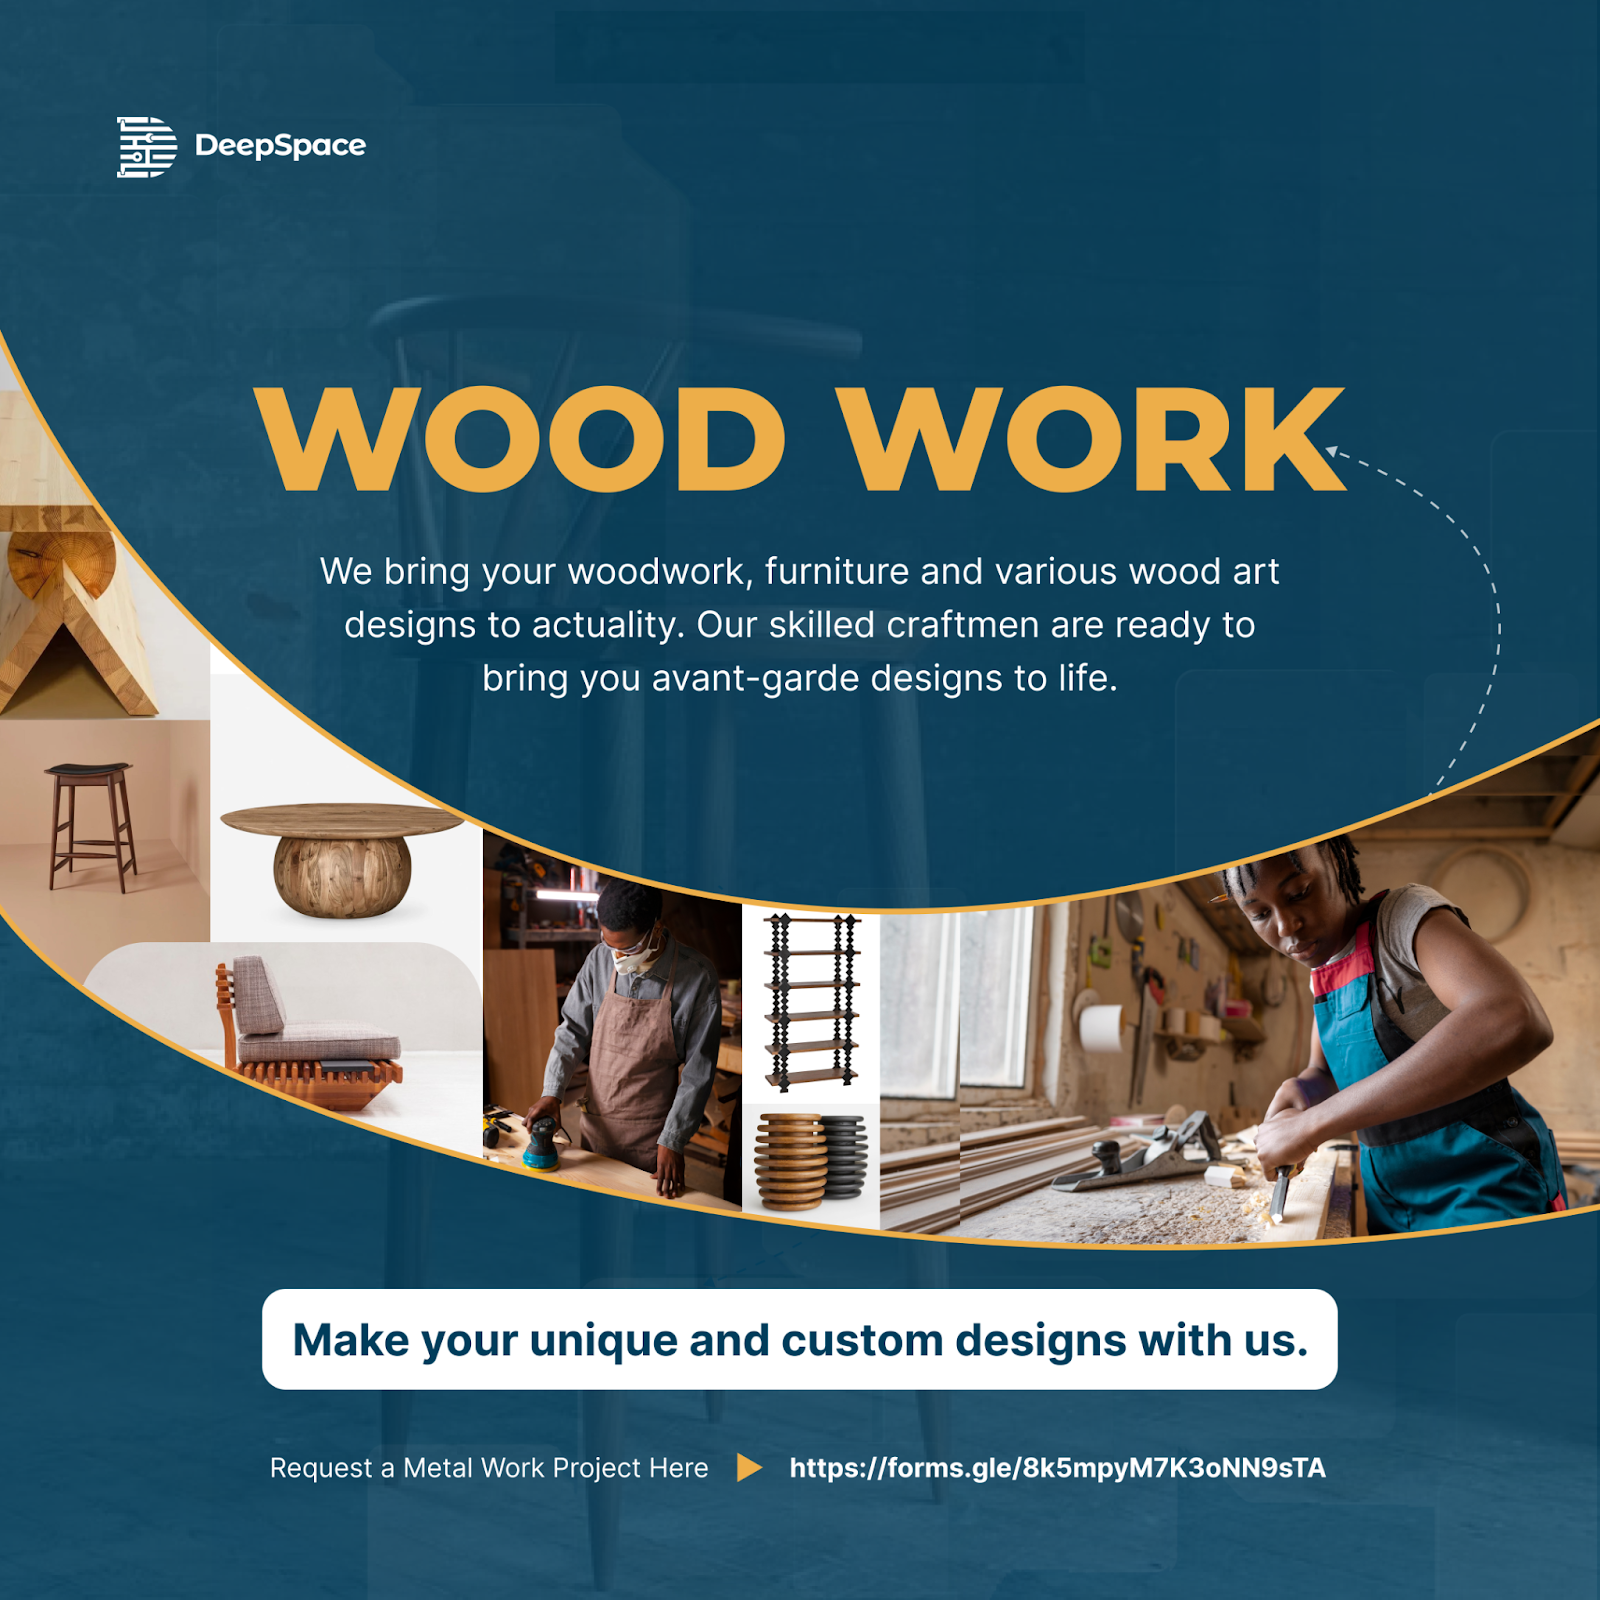 DeepSpace
WOOD WORK
We bring your woodwork, furniture and various wood art
designs to actuality. Our skilled craftmen are ready to
bring you avant-garde designs to life.
Make your unique and custom designs with us.
Request a Metal Work Project Here https://forms.gle/8k5mpyM7K3oNN9sTA